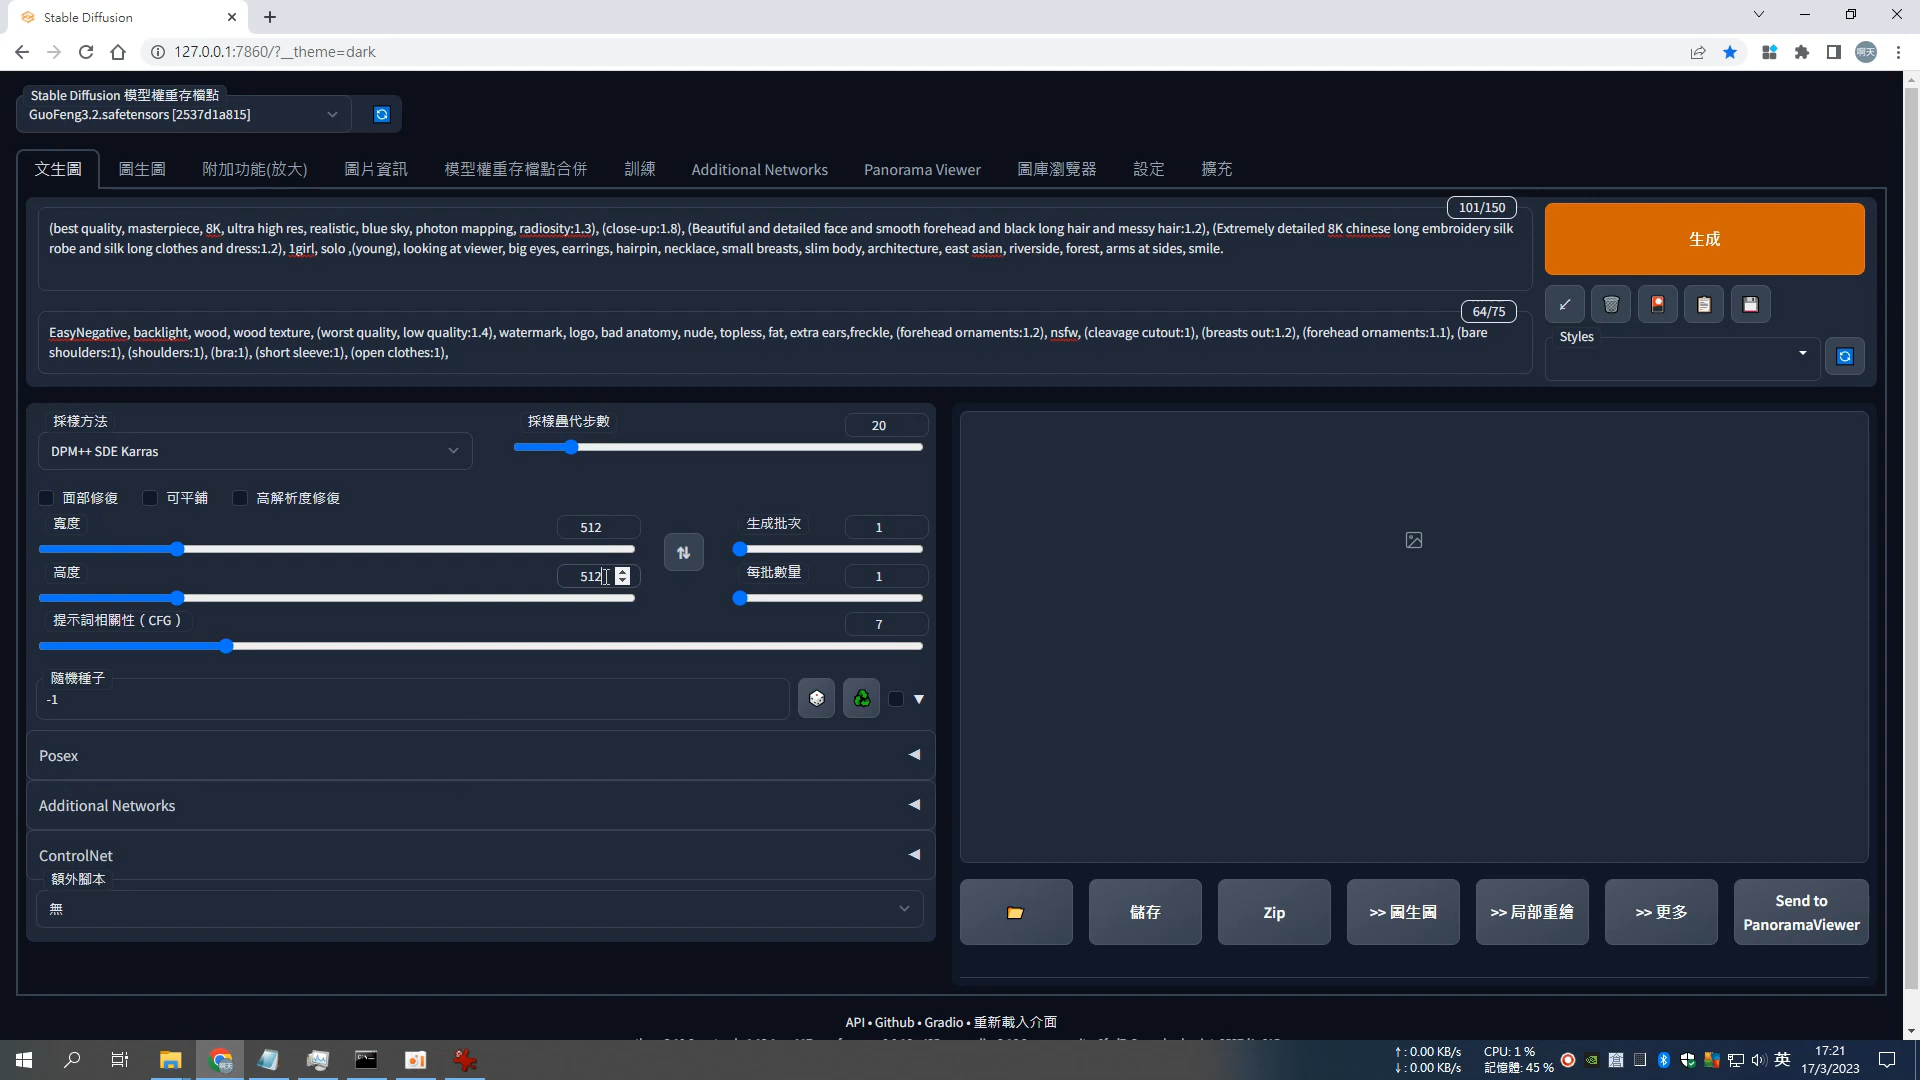 Stable Diffusion
127.0.0.1:7860/?__theme=dark
啊天
Stable Diffusion 模型權重存檔點
GuoFeng3.2.safetensors [2537d1a815]
文生圖
圖生圖
附加功能(放大)
圖片資訊
模型權重存檔點合併
訓練
Additional Networks
Panorama Viewer
圖庫瀏覽器
設定
擴充
101/150
(best quality, masterpiece, 8K, ultra high res, realistic, blue sky, photon mapping, radiosity:1.3), (close-up:1.8), (Beautiful and detailed face and smooth forehead and black long hair and messy hair:1.2), (Extremely detailed 8K chinese long embroidery silk
robe and silk long clothes and dress:1.2), 1girl, solo ,(young), looking at viewer, big eyes, earrings, hairpin, necklace, small breasts, slim body, architecture, east asian, riverside, forest, arms at sides, smile.
生成
64/75
EasyNegative, backlight, wood, wood texture, (worst quality, low quality:1.4), watermark, logo, bad anatomy, nude, topless, fat, extra ears,freckle, (forehead ornaments:1.2), nsfw, (cleavage cutout:1), (breasts out:1.2), (forehead ornaments:1.1), (bare
shoulders:1), (shoulders:1), (bra:1), (short sleeve:1), (open clothes:1),
Styles
採樣方法
DPM++ SDE Karras
採樣疊代步數
20
面部修復
可平鋪
高解析度修復
寬度
512
生成批次
1
高度
512
每批數量
1
提示詞相關性（CFG）
7
隨機種子
-1
Posex
Additional Networks
ControlNet
額外腳本
無
儲存
Zip
>> 圖生圖
>> 局部重繪
>> 更多
Send to
PanoramaViewer
API • Github • Gradio • 重新載入介面
↑ : 0.00 KB/s
↓ : 0.00 KB/s
CPU: 1 %
記憶體: 45 %
英
17:21
17/3/2023